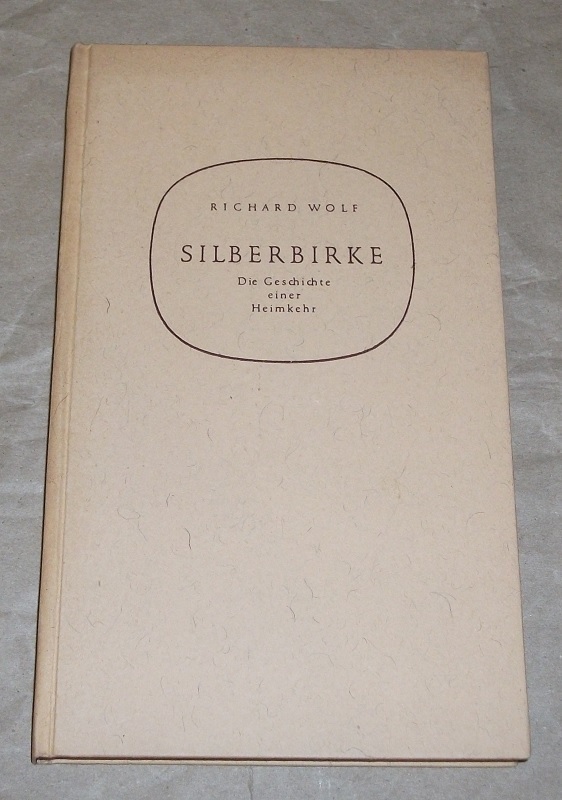 RICHARD WOLF
SILBERBIRKE
Die Geschichte
einer
Heimkehr